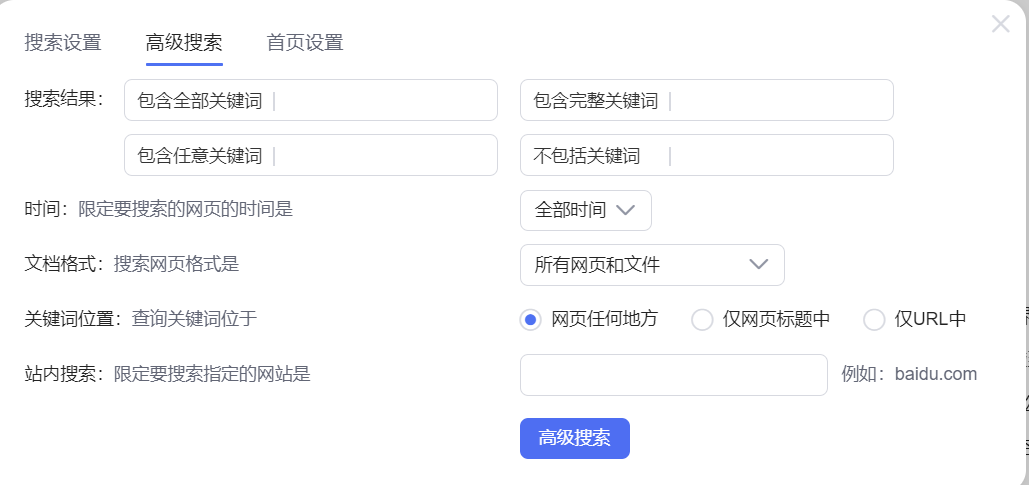 搜索设置 高级搜索 首页设置
搜索结果： 包含全部关键词 包含完整关键词
包含任意关键词 不包括关键词
时间：限定要搜索的网页的时间是 全部时间
文档格式：搜索网页格式是 所有网页和文件
关键词位置：查询关键词位于 网页任何地方 仅网页标题中 仅URL中
站内搜索：限定要搜索指定的网站是 例如：baidu.com
高级搜索